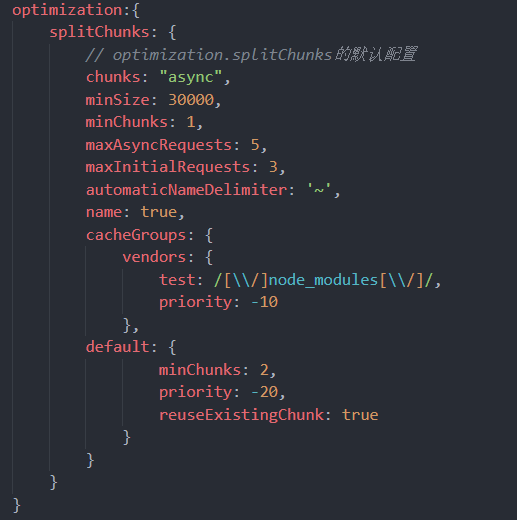 optimization:{
    splitChunks: {
        // optimization.splitChunks的默认配置
        chunks: "async",
        minSize: 30000,
        minChunks: 1,
        maxAsyncRequests: 5,
        maxInitialRequests: 3,
        automaticNameDelimiter: '~',
        name: true,
        cacheGroups: {
            vendors: {
                test: /[\\/]node_modules[\\/]/,
                priority: -10
            },
        default: {
                minChunks: 2,
                priority: -20,
                reuseExistingChunk: true
            }
        }
    }
}